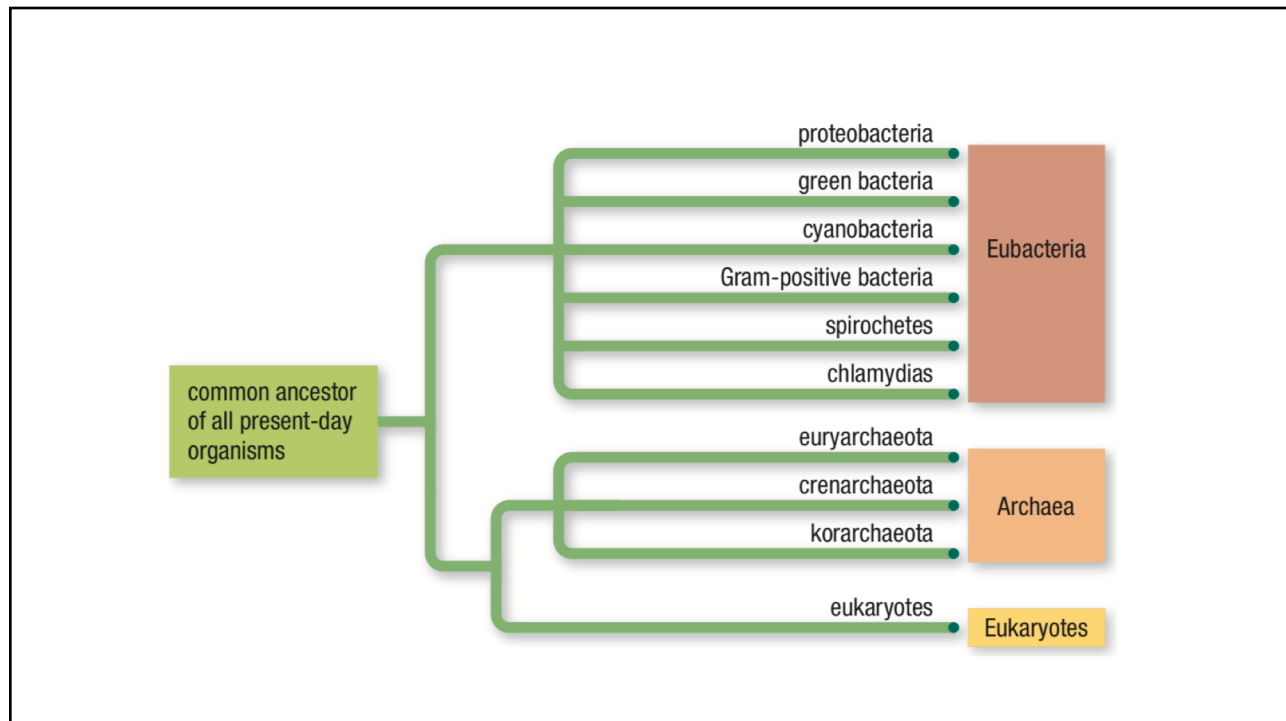 proteobacteria
green bacteria
cyanobacteria
Eubacteria
Gram-positive bacteria
spirochetes
chlamydias
common ancestor
of all present-day
organisms
euryarchaeota
crenarchaeota
Archaea
korarchaeota
eukaryotes
Eukaryotes